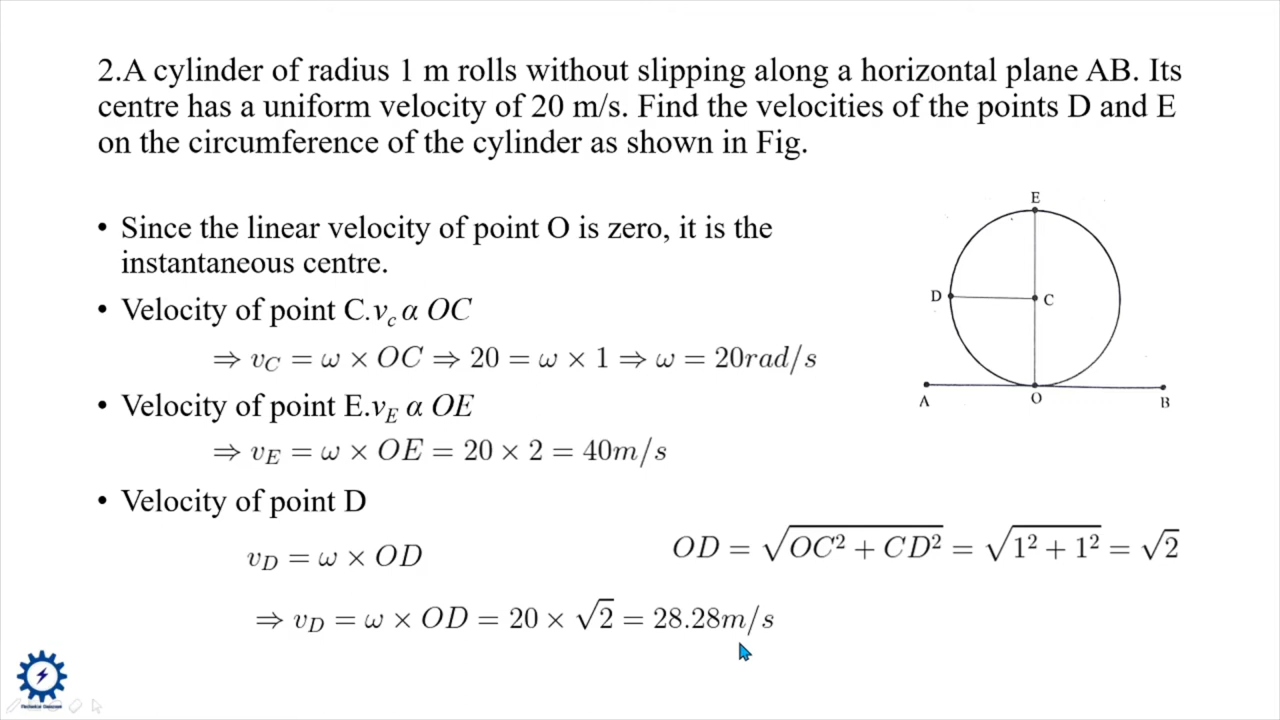 2.A cylinder of radius 1 m rolls without slipping along a horizontal plane AB. Its
centre has a uniform velocity of 20 m/s. Find the velocities of the points D and E
on the circumference of the cylinder as shown in Fig.
• Since the linear velocity of point O is zero, it is the
instantaneous centre.
• Velocity of point C.v_c α OC
⇒ v_C = ω × OC ⇒ 20 = ω × 1 ⇒ ω = 20rad/s
• Velocity of point E.v_E α OE
⇒ v_E = ω × OE = 20 × 2 = 40m/s
• Velocity of point D
v_D = ω × OD
OD = √(OC² + CD²) = √(1² + 1²) = √2
⇒ v_D = ω × OD = 20 × √2 = 28.28m/s
E
D
C
A
O
B